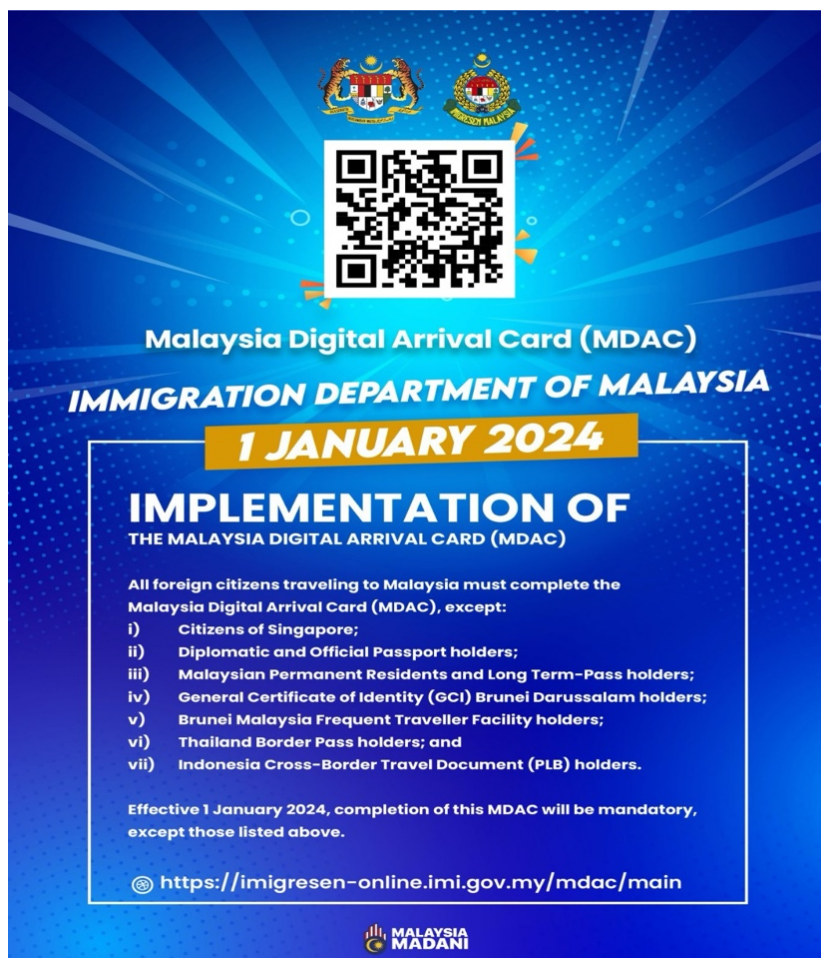 IMIGRESEN MALAYSIA
Malaysia Digital Arrival Card (MDAC)
IMMIGRATION DEPARTMENT OF MALAYSIA
1 JANUARY 2024
IMPLEMENTATION OF
THE MALAYSIA DIGITAL ARRIVAL CARD (MDAC)
All foreign citizens traveling to Malaysia must complete the
Malaysia Digital Arrival Card (MDAC), except:
i) Citizens of Singapore;
ii) Diplomatic and Official Passport holders;
iii) Malaysian Permanent Residents and Long Term-Pass holders;
iv) General Certificate of Identity (GCI) Brunei Darussalam holders;
v) Brunei Malaysia Frequent Traveller Facility holders;
vi) Thailand Border Pass holders; and
vii) Indonesia Cross-Border Travel Document (PLB) holders.
Effective 1 January 2024, completion of this MDAC will be mandatory,
except those listed above.
https://imigresen-online.imi.gov.my/mdac/main
MALAYSIA
MADANI